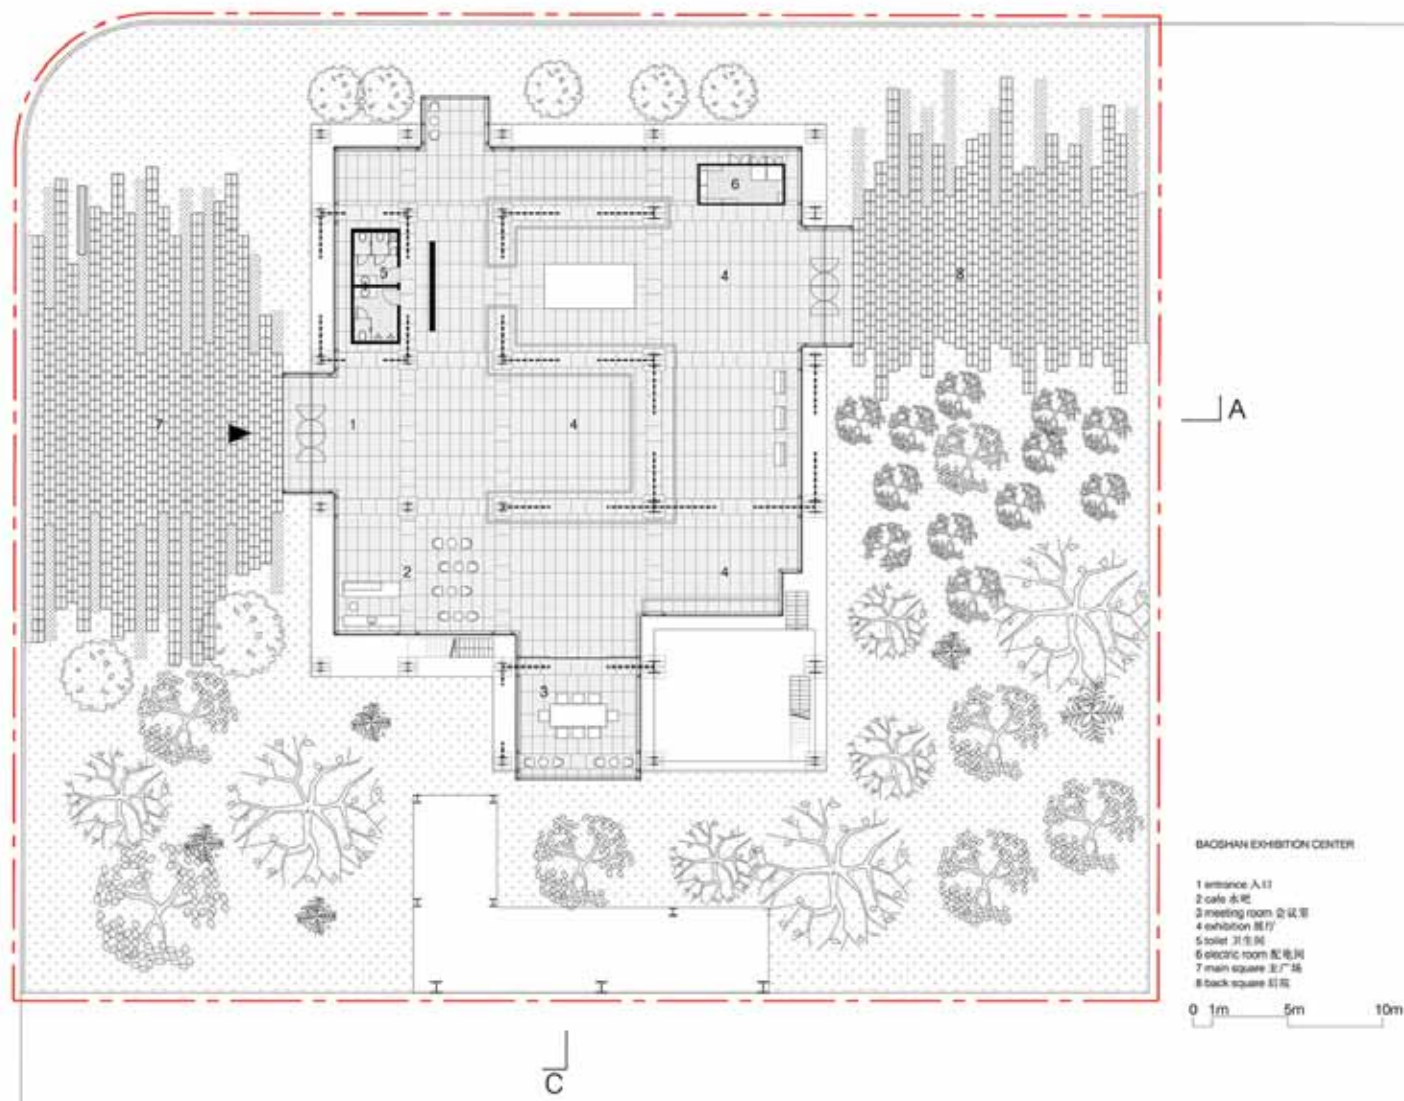 6
5
4
8
7
1
4
A
2
4
3
BAOSHAN EXHIBITION CENTER
1 entrance 入口
2 cafe 水吧
3 meeting room 会议室
4 exhibition 展厅
5 toilet 卫生间
6 electric room 配电间
7 main square 主广场
8 back square 后院
0 1m 5m 10m
C